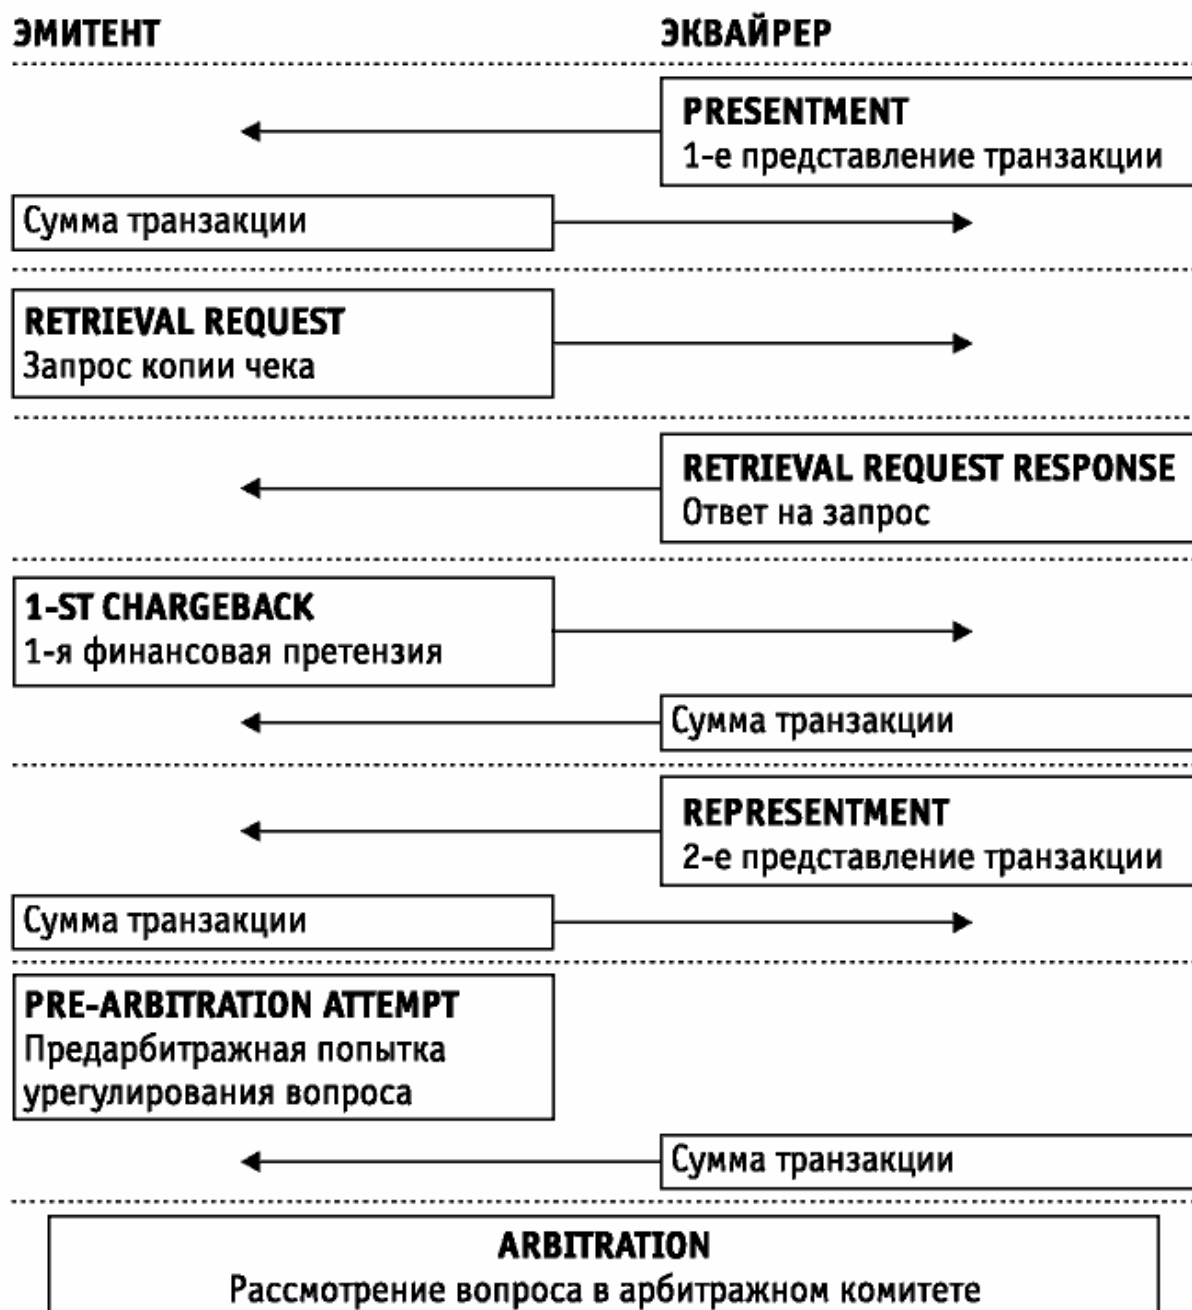 ЭМИТЕНТ
ЭКВАЙРЕР
PRESENTMENT
1-е представление транзакции
Сумма транзакции
RETRIEVAL REQUEST
Запрос копии чека
RETRIEVAL REQUEST RESPONSE
Ответ на запрос
1-ST CHARGEBACK
1-я финансовая претензия
Сумма транзакции
REPRESENTMENT
2-е представление транзакции
Сумма транзакции
PRE-ARBITRATION ATTEMPT
Предарбитражная попытка
урегулирования вопроса
Сумма транзакции
ARBITRATION
Рассмотрение вопроса в арбитражном комитете